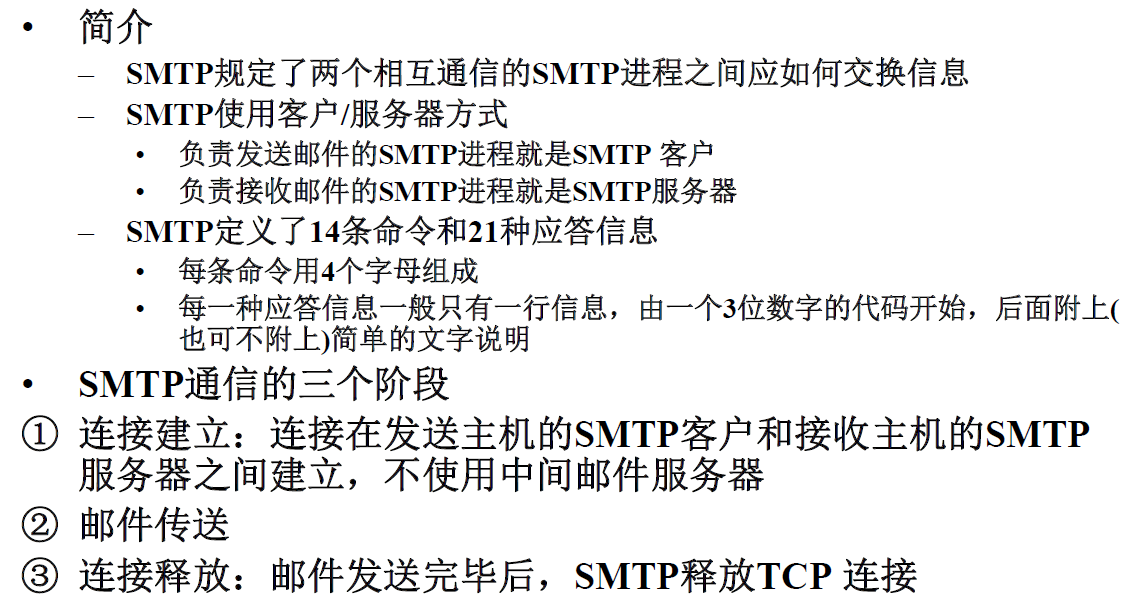 • 简介
– SMTP规定了两个相互通信的SMTP进程之间应如何交换信息
– SMTP使用客户/服务器方式
• 负责发送邮件的SMTP进程就是SMTP 客户
• 负责接收邮件的SMTP进程就是SMTP服务器
– SMTP定义了14条命令和21种应答信息
• 每条命令用4个字母组成
• 每一种应答信息一般只有一行信息，由一个3位数字的代码开始，后面附上(
也可不附上)简单的文字说明
• SMTP通信的三个阶段
① 连接建立：连接在发送主机的SMTP客户和接收主机的SMTP
服务器之间建立，不使用中间邮件服务器
② 邮件传送
③ 连接释放：邮件发送完毕后，SMTP释放TCP 连接